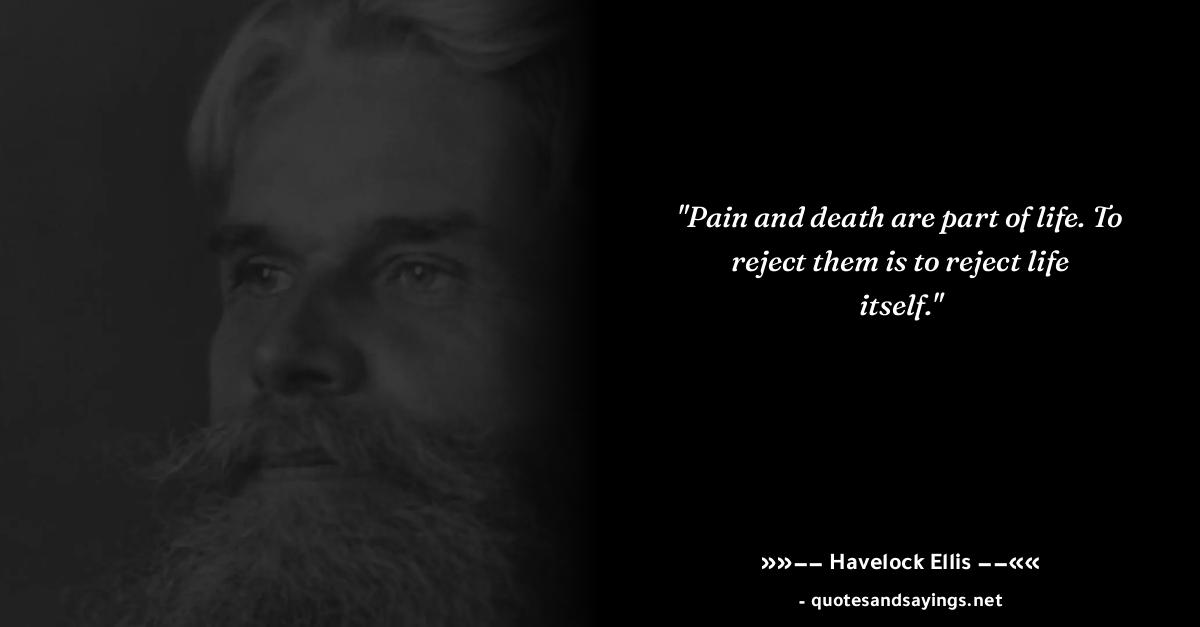 "Pain and death are part of life. To
reject them is to reject life
itself."
»»−− Havelock Ellis −−««
- quotesandsayings.net